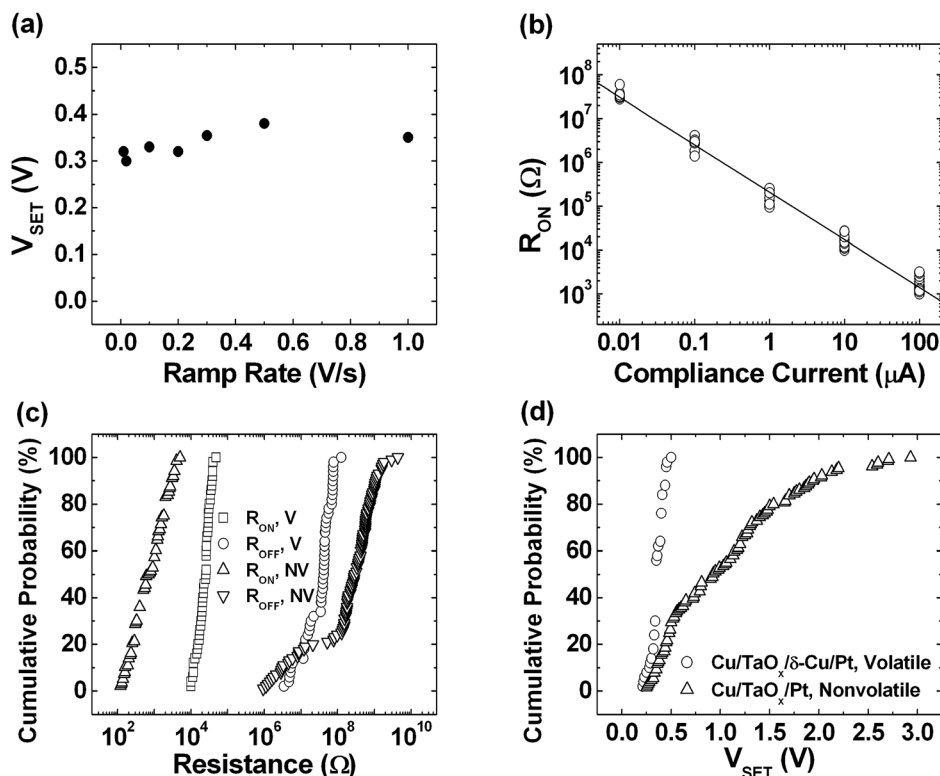 (a)
0.5
0.4
0.3
0.2
0.1
0.0
V_SET (V)
0.0 0.2 0.4 0.6 0.8 1.0
Ramp Rate (V/s)
(b)
10^8
10^7
10^6
10^5
10^4
10^3
R_ON (Ω)
0.01 0.1 1 10 100
Compliance Current (μA)
(c)
100
80
60
40
20
0
Cumulative Probability (%)
R_ON, V
R_OFF, V
R_ON, NV
R_OFF, NV
10^2 10^4 10^6 10^8 10^10
Resistance (Ω)
(d)
100
80
60
40
20
0
Cumulative Probability (%)
Cu/TaO_x/δ-Cu/Pt, Volatile
Cu/TaO_x/Pt, Nonvolatile
0.0 0.5 1.0 1.5 2.0 2.5 3.0
V_SET (V)